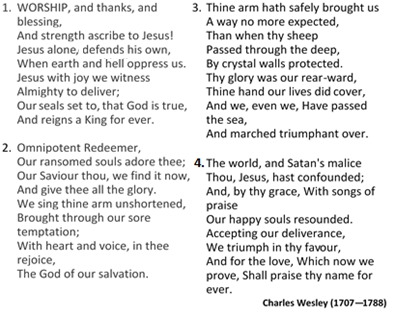 1. WORSHIP, and thanks, and
blessing,
And strength ascribe to Jesus!
Jesus alone, defends his own,
When earth and hell oppress us.
Jesus with joy we witness
Almighty to deliver;
Our seals set to, that God is true,
And reigns a King for ever.
2. Omnipotent Redeemer,
Our ransomed souls adore thee;
Our Saviour thou, we find it now,
And give thee all the glory.
We sing thine arm unshortened,
Brought through our sore
temptation;
With heart and voice, in thee
rejoice,
The God of our salvation.
3. Thine arm hath safely brought us
A way no more expected,
Than when thy sheep
Passed through the deep,
By crystal walls protected.
Thy glory was our rear-ward,
Thine hand our lives did cover,
And we, even we, Have passed
the sea,
And marched triumphant over.
4. The world, and Satan's malice
Thou, Jesus, hast confounded;
And, by thy grace, With songs of
praise
Our happy souls resounded.
Accepting our deliverance,
We triumph in thy favour,
And for the love, Which now we
prove, Shall praise thy name for
ever.
Charles Wesley (1707—1788)